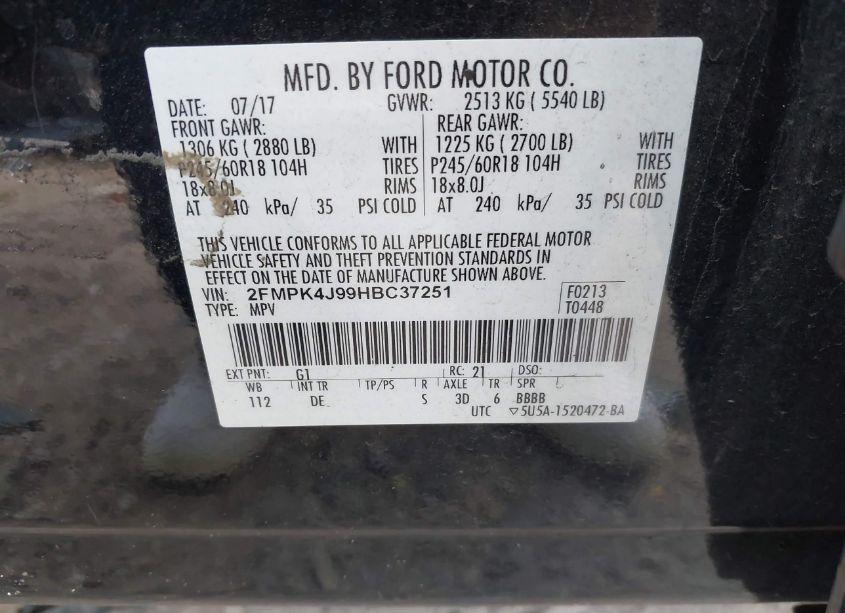 MFD. BY FORD MOTOR CO.
DATE: 07/17 GVWR: 2513 KG ( 5540 LB)
FRONT GAWR: REAR GAWR:
1306 KG ( 2880 LB) WITH 1225 KG ( 2700 LB) WITH
P245/60R18 104H TIRES P245/60R18 104H TIRES
18x8.0J RIMS 18x8.0J RIMS
AT 240 kPa/ 35 PSI COLD AT 240 kPa/ 35 PSI COLD
THIS VEHICLE CONFORMS TO ALL APPLICABLE FEDERAL MOTOR
VEHICLE SAFETY AND THEFT PREVENTION STANDARDS IN
EFFECT ON THE DATE OF MANUFACTURE SHOWN ABOVE.
VIN: 2FMPK4J99HBC37251 F0213
TYPE: MPV T0448
EXT PNT: G1 RC: 21 DSO:
WB INT TR TP/PS R AXLE TR SPR
112 DE S 3D 6 BBBB
UTC ▽5U5A-1520472-BA